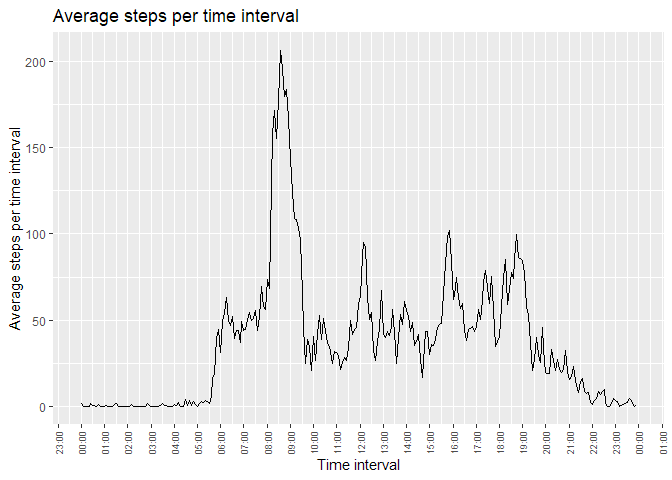 Average steps per time interval
Average steps per time interval
200
150
100
50
0
23:00 00:00 01:00 02:00 03:00 04:00 05:00 06:00 07:00 08:00 09:00 10:00 11:00 12:00 13:00 14:00 15:00 16:00 17:00 18:00 19:00 20:00 21:00 22:00 23:00 00:00 01:00
Time interval